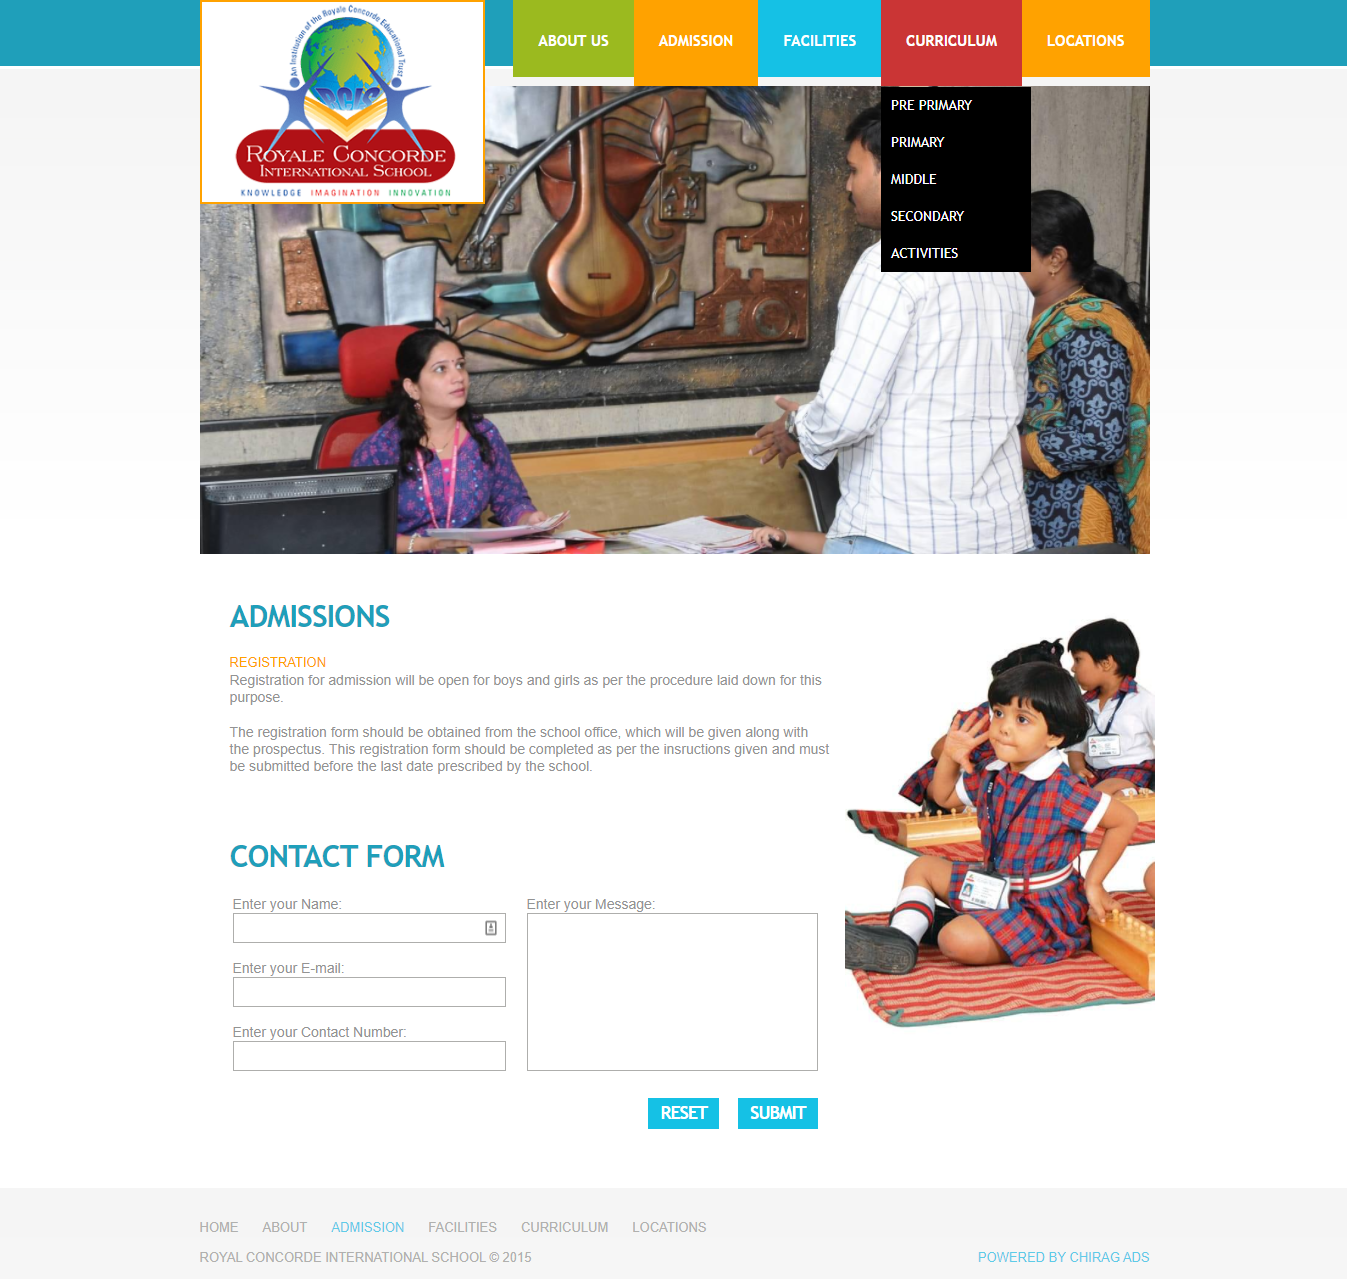 An Institution of the Royale Concorde Educational Trust
RCIS
ROYALE CONCORDE
INTERNATIONAL SCHOOL
KNOWLEDGE IMAGINATION INNOVATION
ABOUT US
ADMISSION
FACILITIES
CURRICULUM
LOCATIONS
PRE PRIMARY
PRIMARY
MIDDLE
SECONDARY
ACTIVITIES
ADMISSIONS
REGISTRATION
Registration for admission will be open for boys and girls as per the procedure laid down for this
purpose.
The registration form should be obtained from the school office, which will be given along with
the prospectus. This registration form should be completed as per the insructions given and must
be submitted before the last date prescribed by the school.
CONTACT FORM
Enter your Name:
Enter your Message:
Enter your E-mail:
Enter your Contact Number:
RESET
SUBMIT
HOME ABOUT ADMISSION FACILITIES CURRICULUM LOCATIONS
ROYAL CONCORDE INTERNATIONAL SCHOOL © 2015
POWERED BY CHIRAG ADS